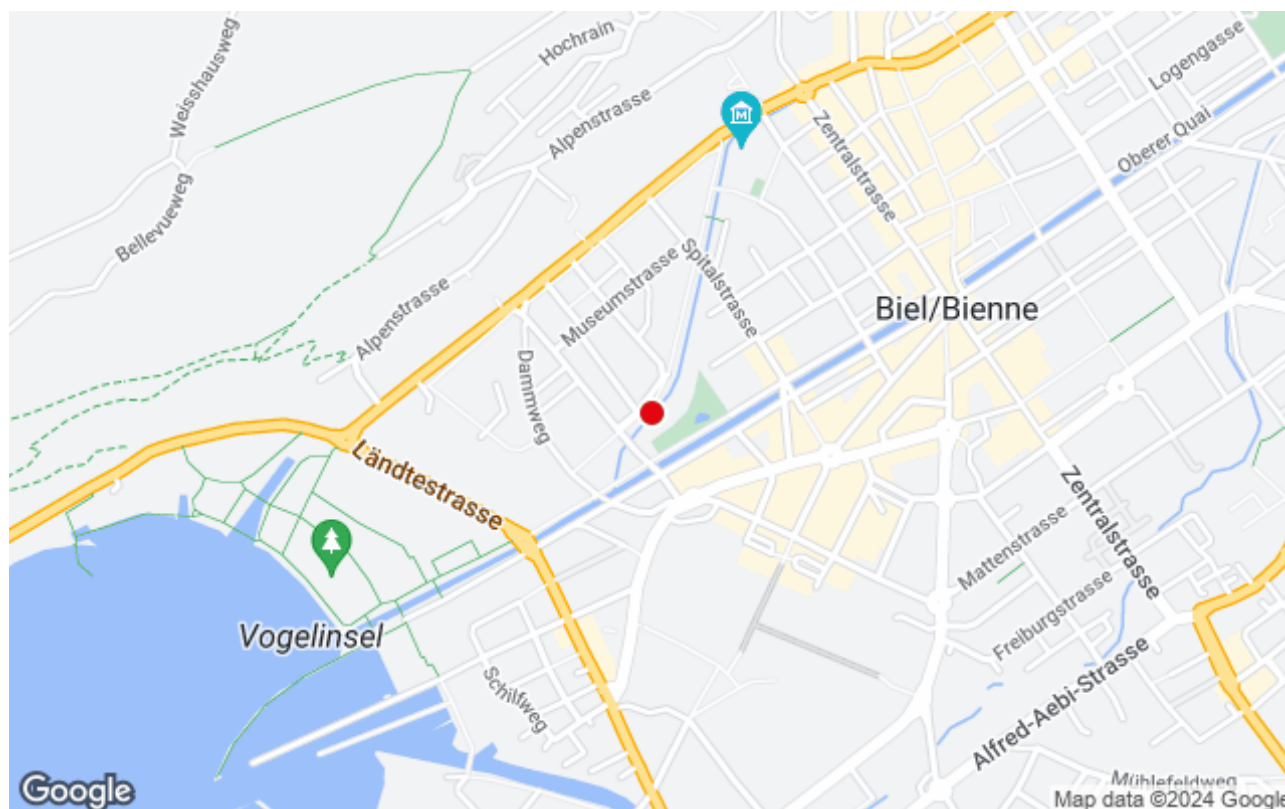 Hochrain
Logengasse
Weisshausweg
Alpenstrasse
Zentralstrasse
Oberer Quai
Bellevueweg
Museumstrasse
Spitalstrasse
Alpenstrasse
Biel/Bienne
Dammweg
Ländtestrasse
Zentralstrasse
Mattenstrasse
Freiburgstrasse
Vogelinsel
Schilfweg
Alfred-Aebi-Strasse
Mühlefeldweg
Google
Map data ©2024 Google
M